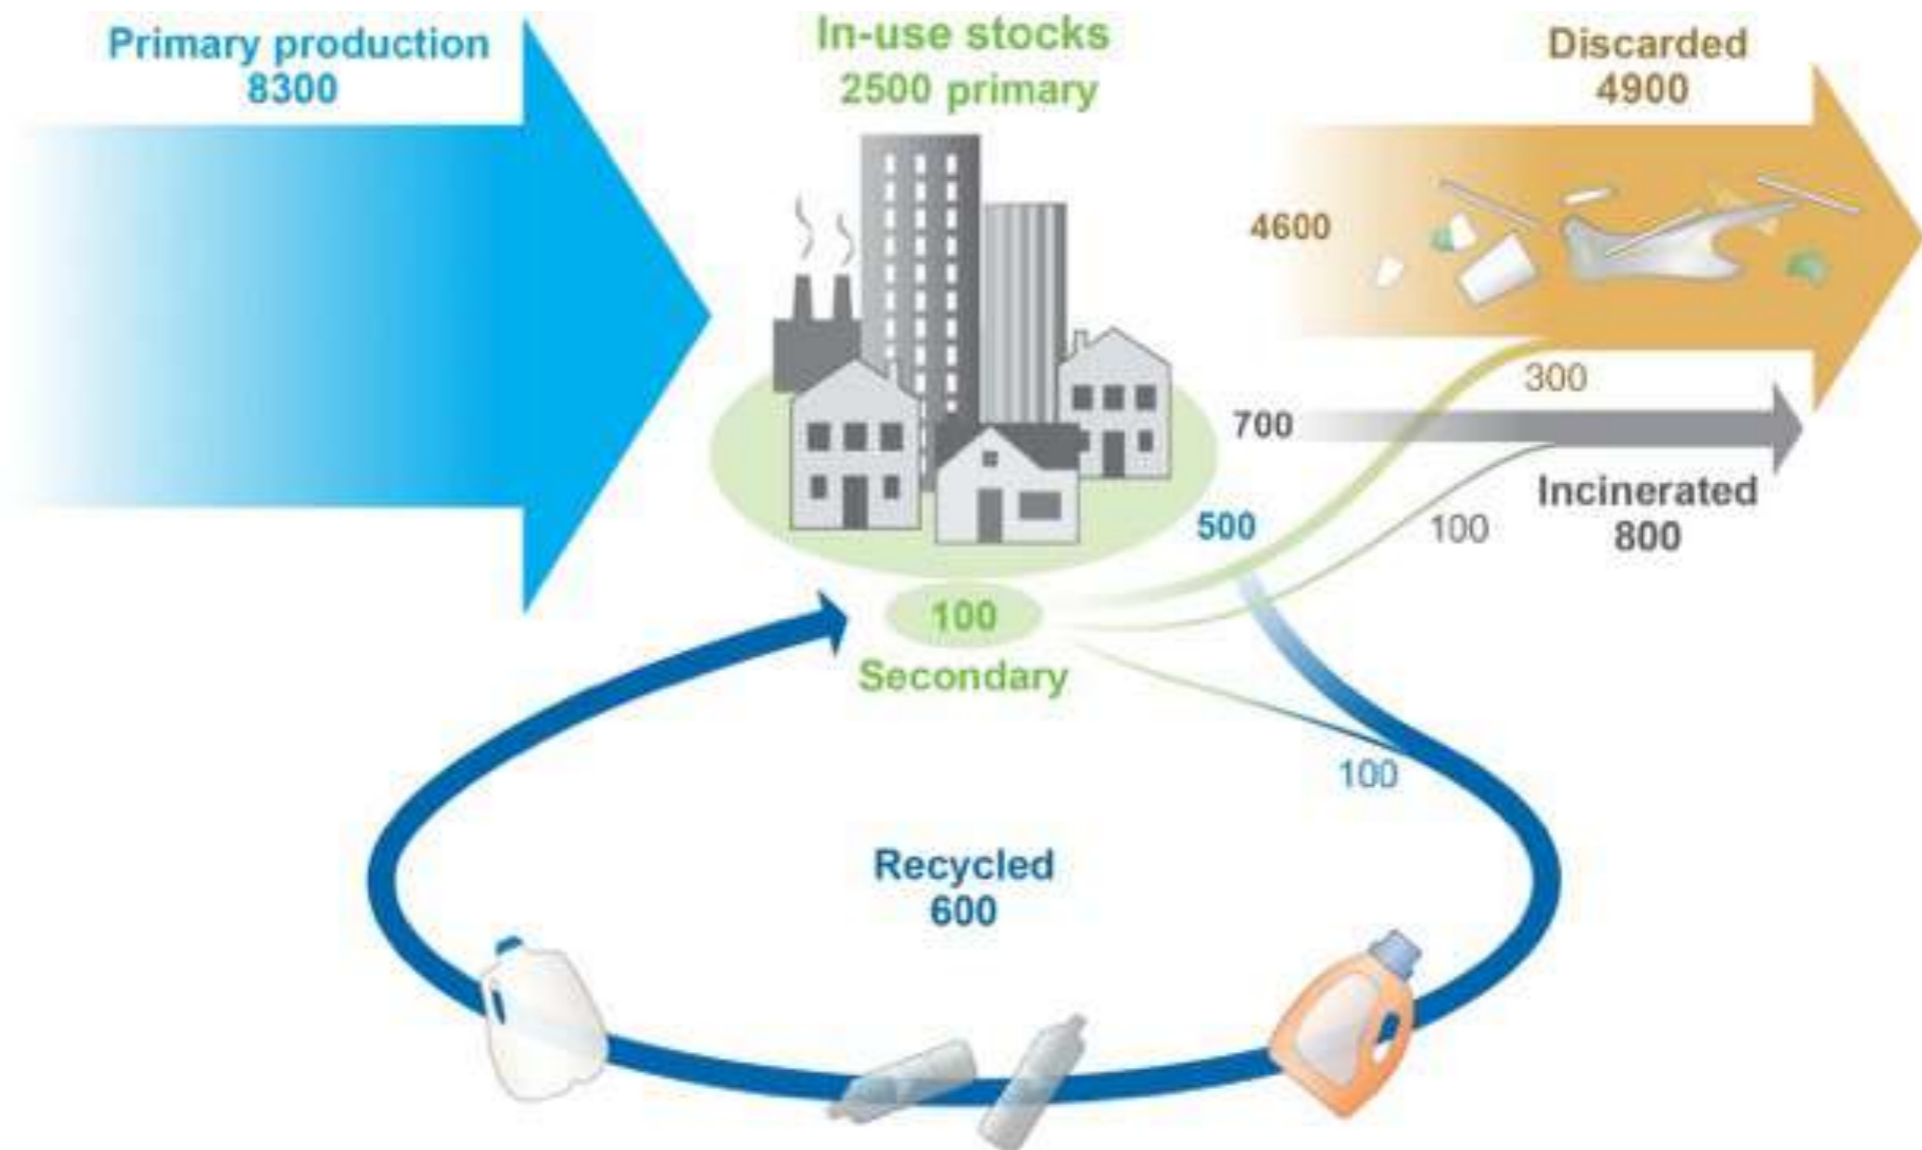 Primary production
8300
In-use stocks
2500 primary
Discarded
4900
4600
300
700
Incinerated
800
500
100
100
Secondary
100
Recycled
600